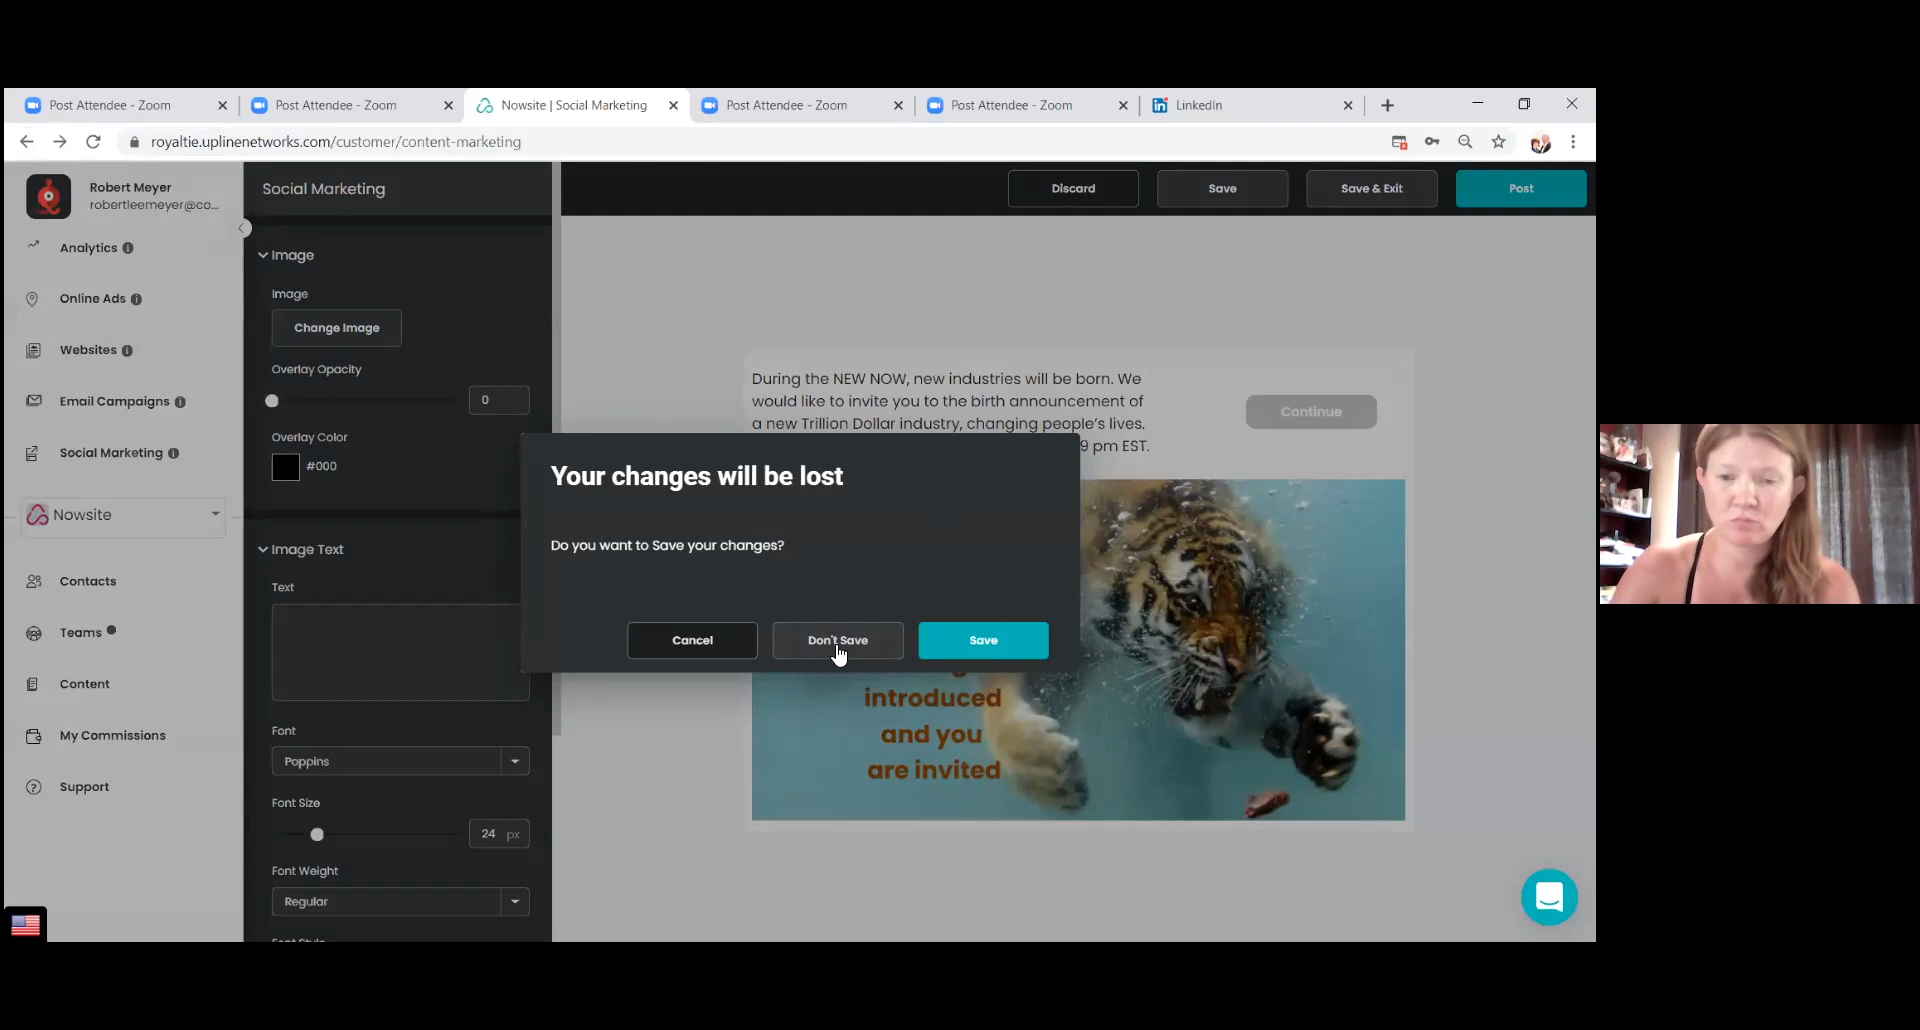 Post Attendee - Zoom
Post Attendee - Zoom
Nowsite | Social Marketing
Post Attendee - Zoom
Post Attendee - Zoom
LinkedIn
royaltie.uplinenetworks.com/customer/content-marketing
Robert Meyer
robertleemeyer@co...
Analytics
Online Ads
Websites
Email Campaigns
Social Marketing
Nowsite
Contacts
Teams
Content
My Commissions
Support
Social Marketing
Image
Image
Change Image
Overlay Opacity
0
Overlay Color
#000
Image Text
Text
Font
Poppins
Font Size
24 px
Font Weight
Regular
Font Style
Discard
Save
Save & Exit
Post
During the NEW NOW, new industries will be born. We
would like to invite you to the birth announcement of
a new Trillion Dollar industry, changing people's lives.
9 pm EST.
Continue
Your changes will be lost
Do you want to Save your changes?
Cancel
Don't Save
Save
introduced
and you
are invited